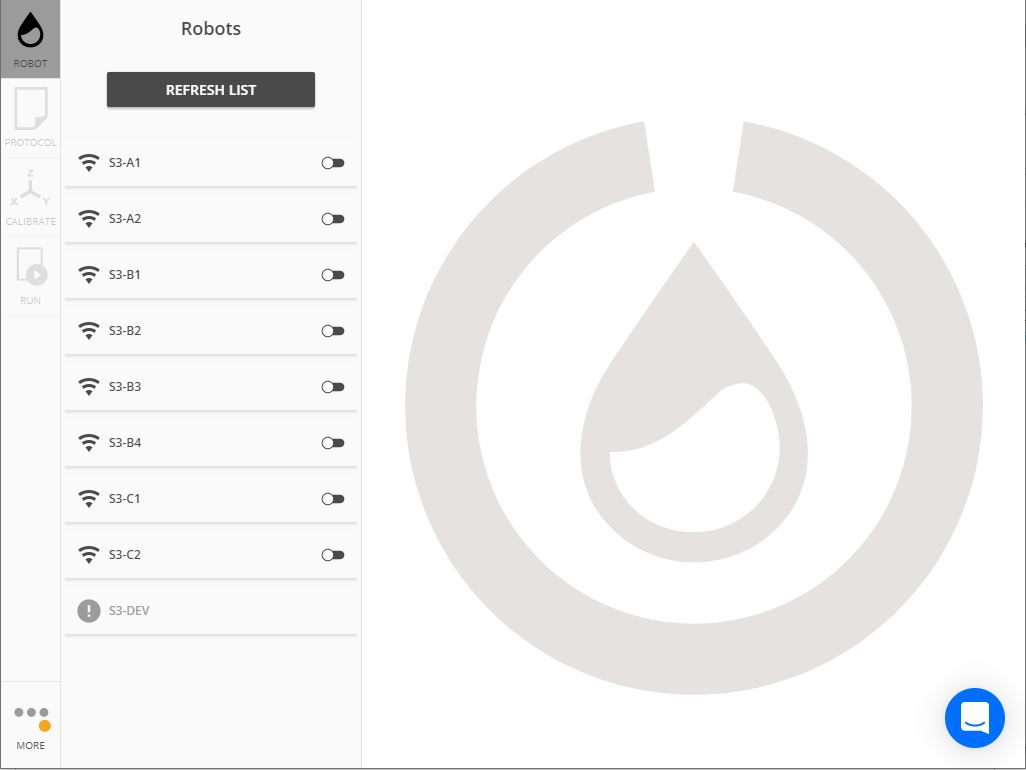 ROBOT
PROTOCOL
Z
X Y
CALIBRATE
RUN
MORE
Robots
REFRESH LIST
S3-A1
S3-A2
S3-B1
S3-B2
S3-B3
S3-B4
S3-C1
S3-C2
S3-DEV